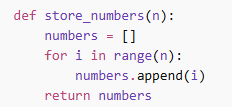 def store_numbers(n):
    numbers = []
    for i in range(n):
        numbers.append(i)
    return numbers